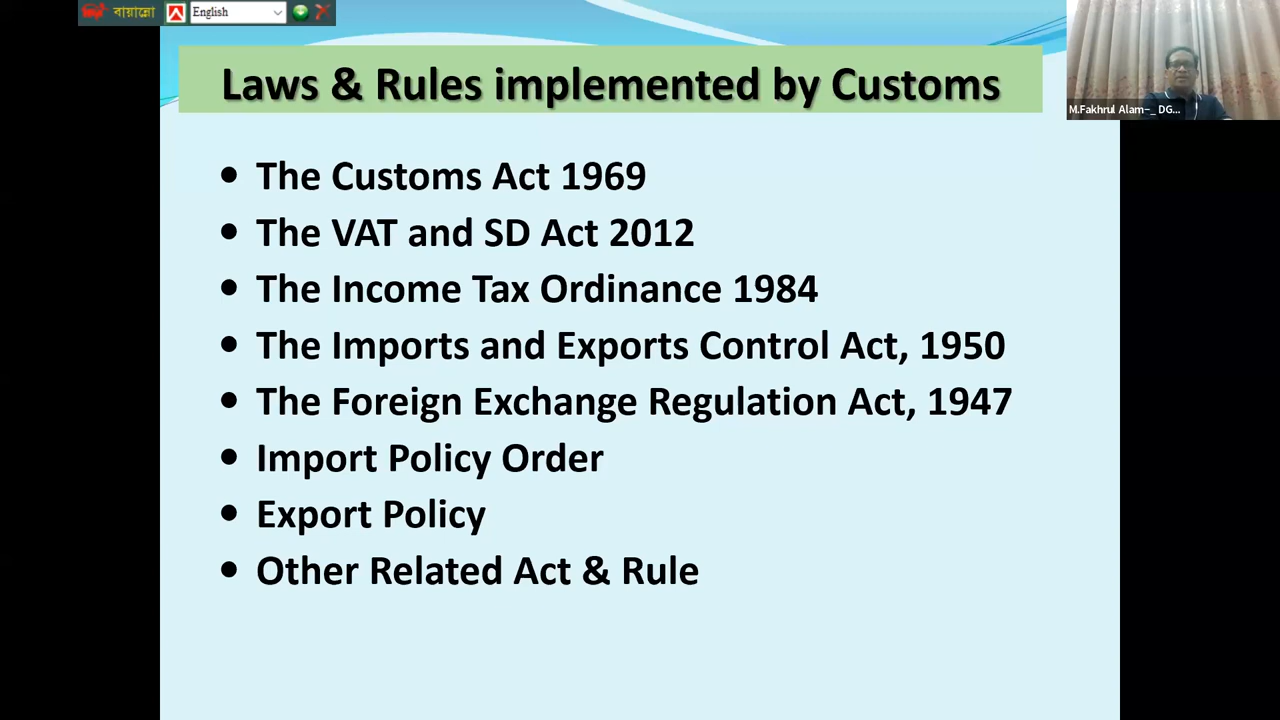 বায়ান্নো English
Laws & Rules implemented by Customs
M.Fakhrul Alam-_ DG...
• The Customs Act 1969
• The VAT and SD Act 2012
• The Income Tax Ordinance 1984
• The Imports and Exports Control Act, 1950
• The Foreign Exchange Regulation Act, 1947
• Import Policy Order
• Export Policy
• Other Related Act & Rule